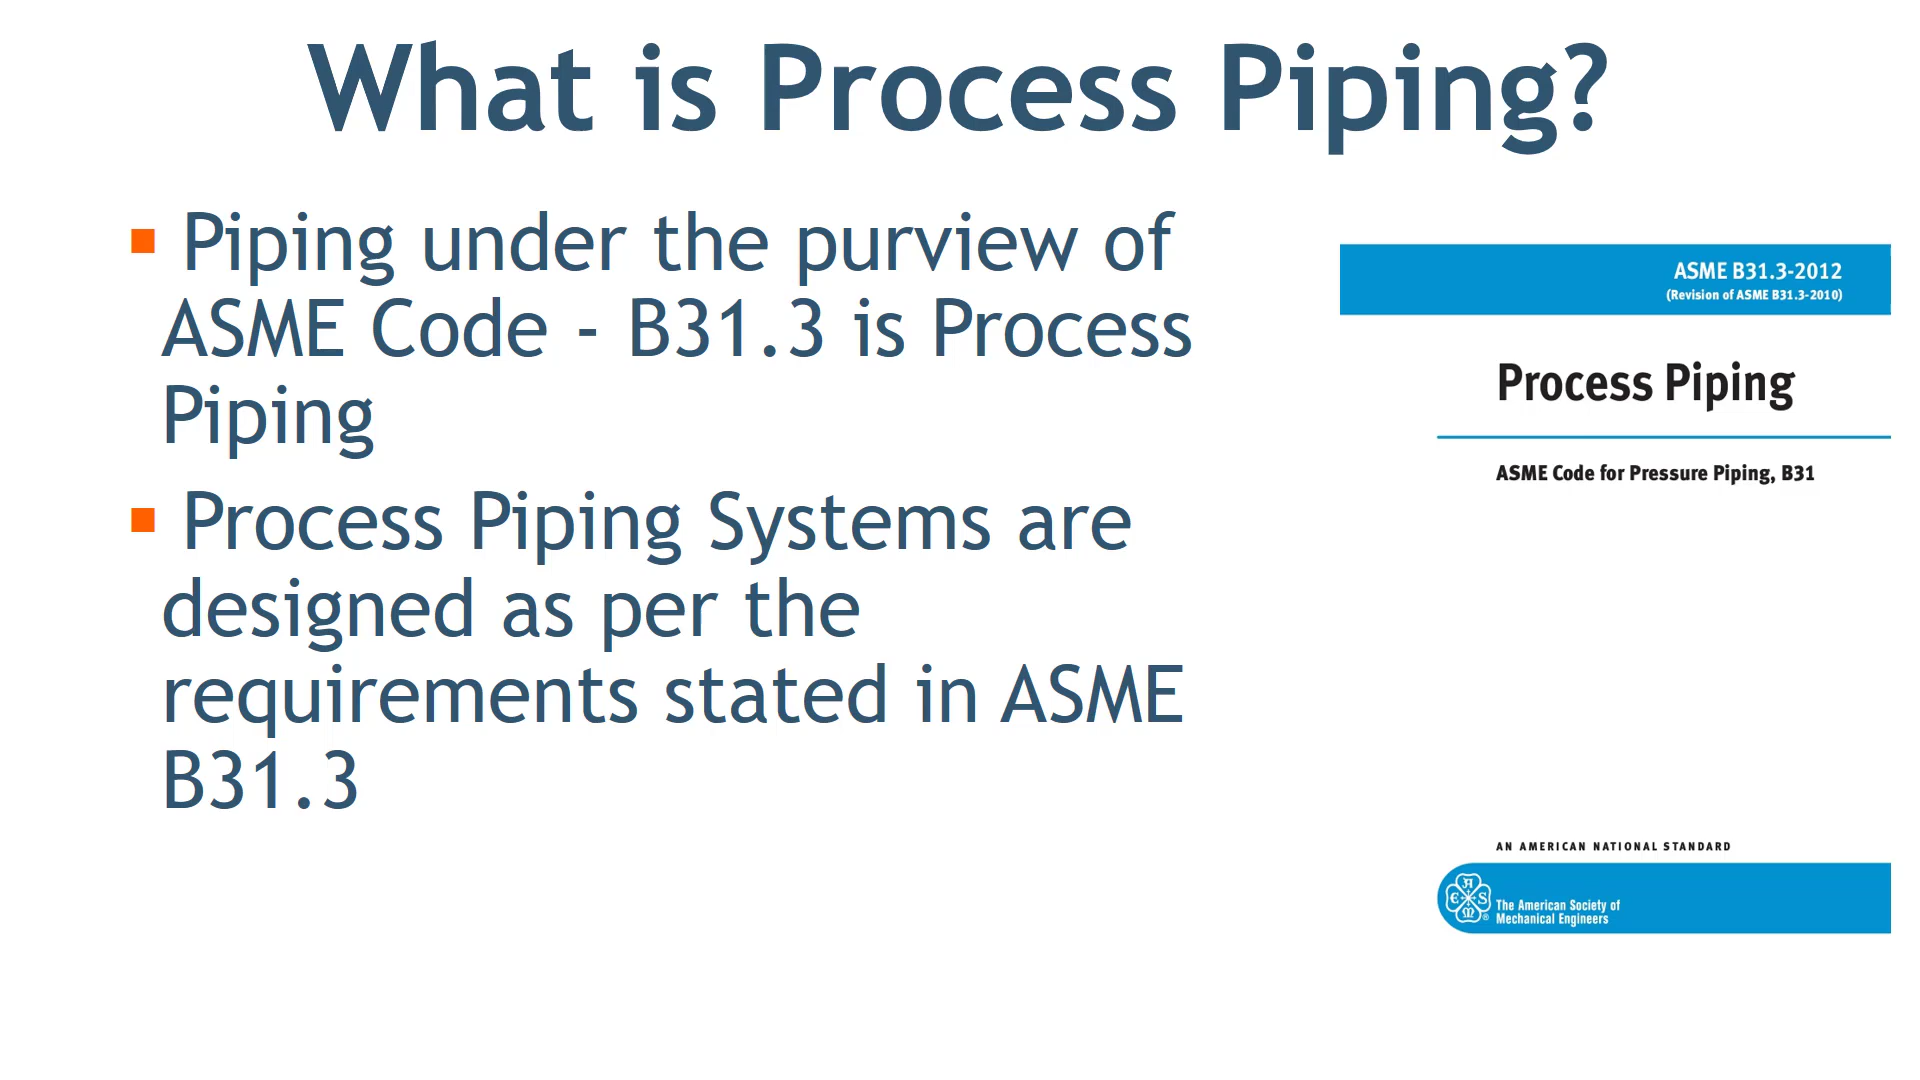 What is Process Piping?
Piping under the purview of
ASME Code - B31.3 is Process
Piping
Process Piping Systems are
designed as per the
requirements stated in ASME
B31.3
ASME B31.3-2012
(Revision of ASME B31.3-2010)
Process Piping
ASME Code for Pressure Piping, B31
AN AMERICAN NATIONAL STANDARD
The American Society of
Mechanical Engineers